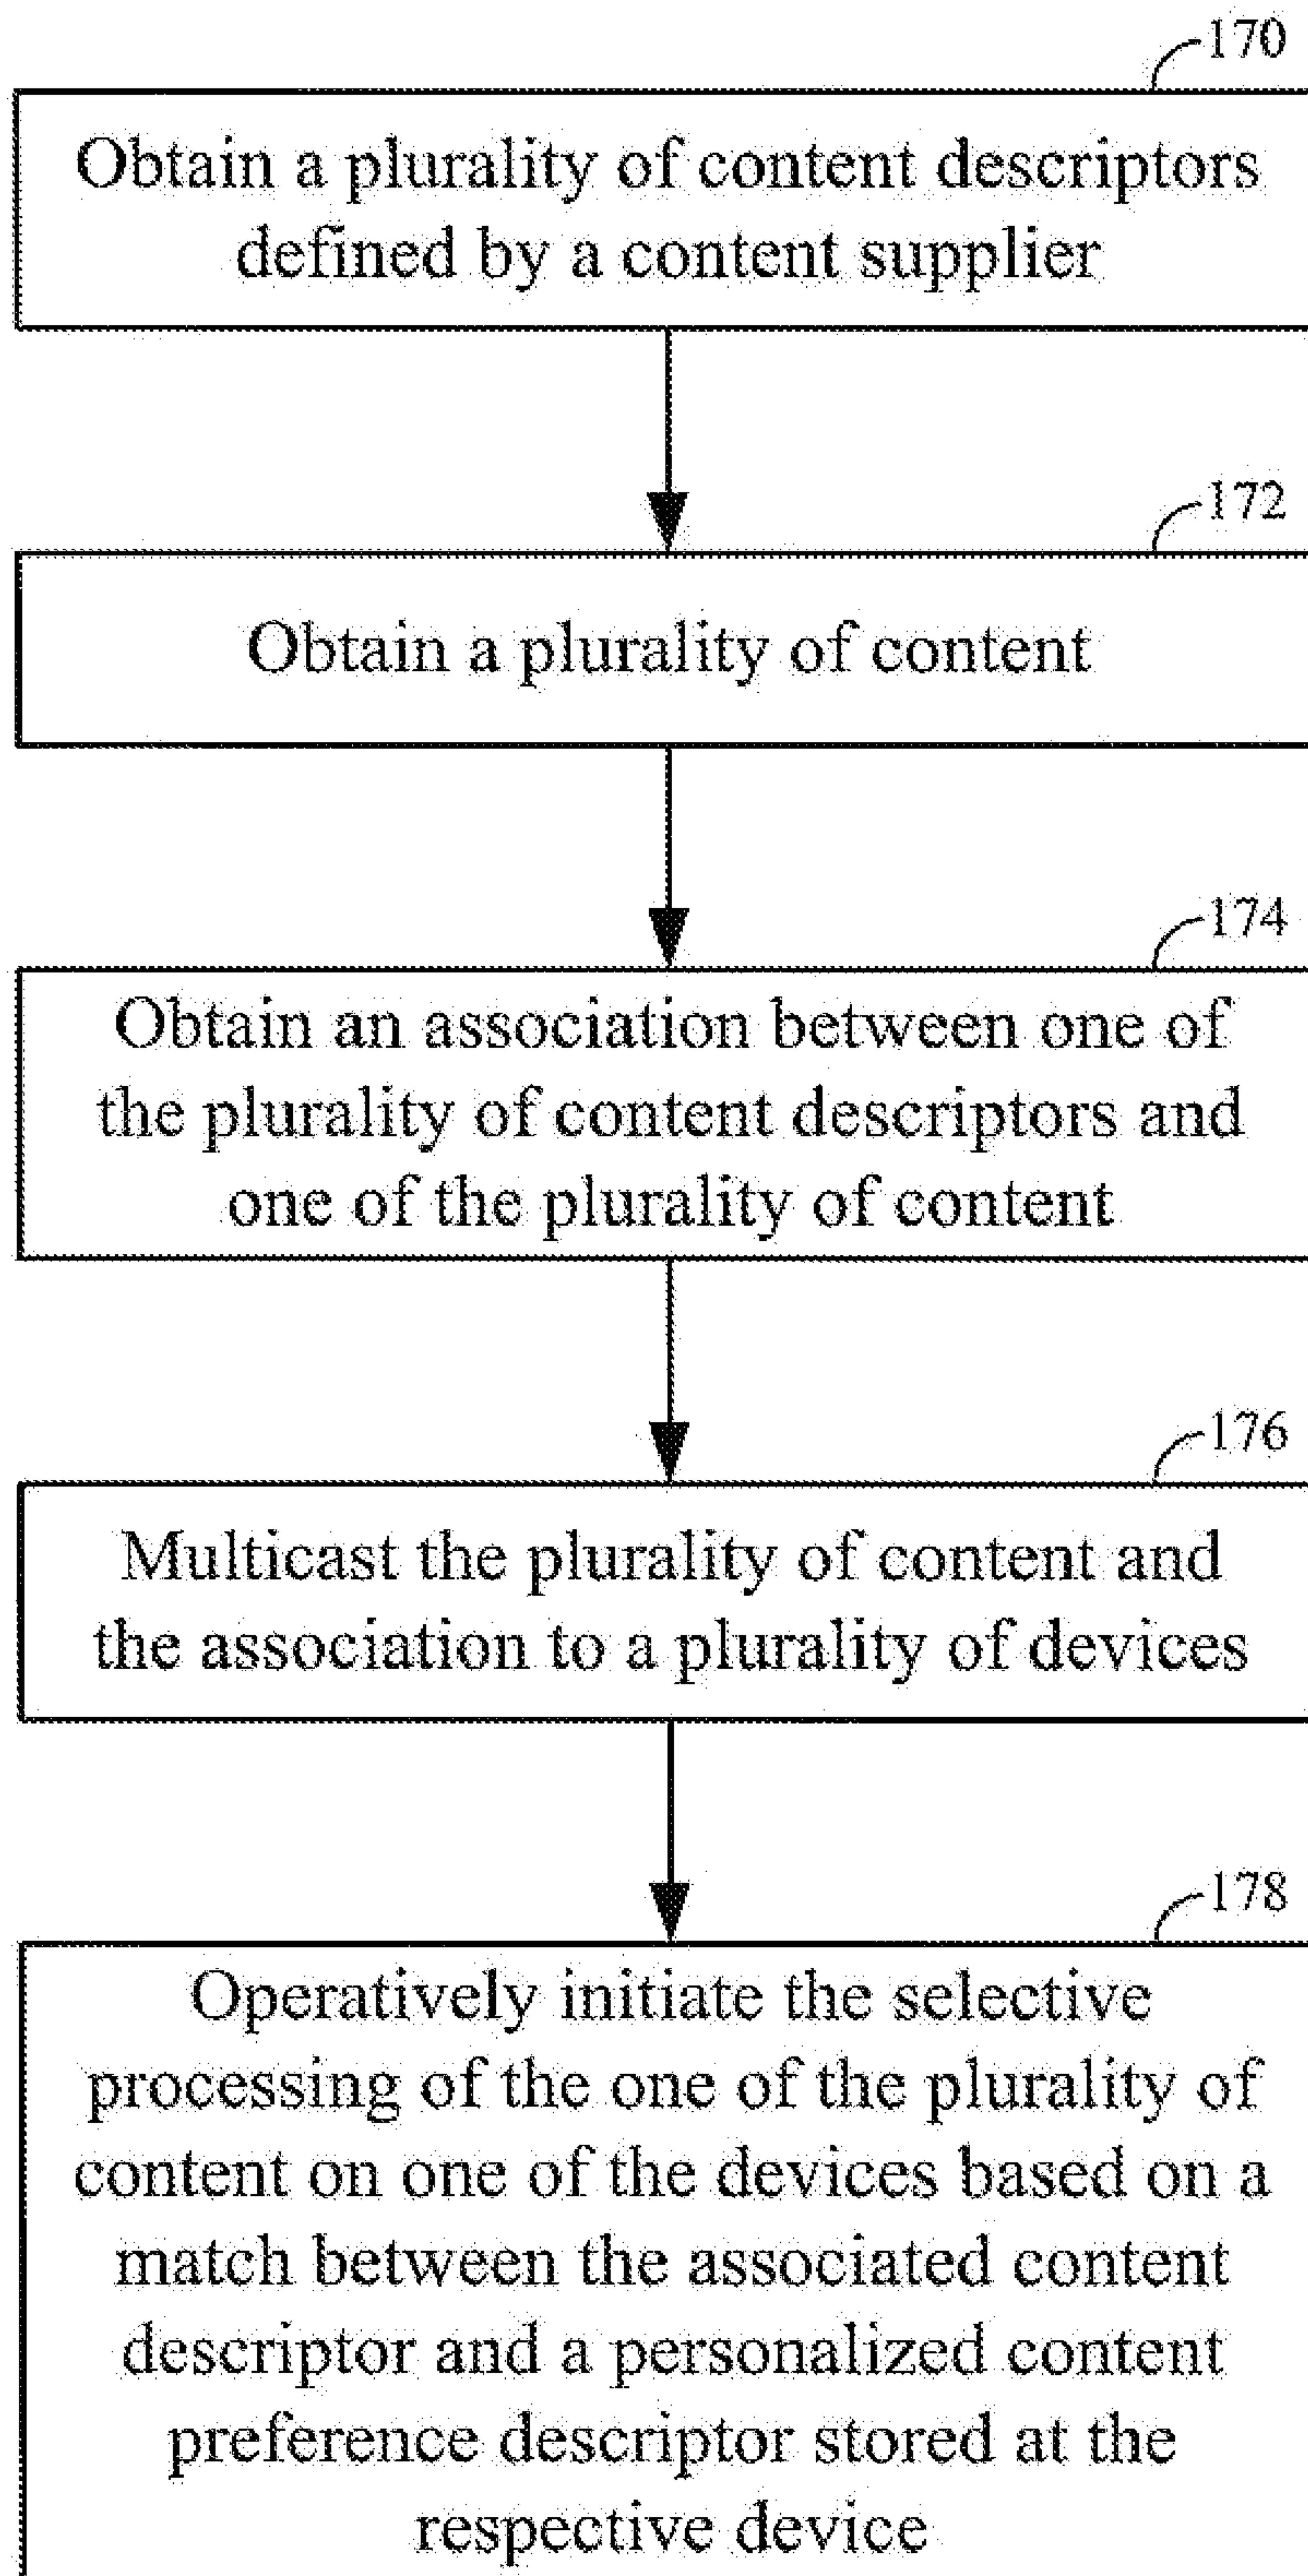 170
Obtain a plurality of content descriptors
defined by a content supplier
172
Obtain a plurality of content
174
Obtain an association between one of
the plurality of content descriptors and
one of the plurality of content
176
Multicast the plurality of content and
the association to a plurality of devices
178
Operatively initiate the selective
processing of the one of the plurality of
content on one of the devices based on a
match between the associated content
descriptor and a personalized content
preference descriptor stored at the
respective device